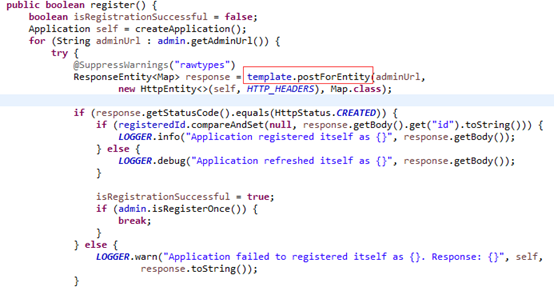 public boolean register() {
    boolean isRegistrationSuccessful = false;
    Application self = createApplication();
    for (String adminUrl : admin.getAdminUrl()) {
        try {
            @SuppressWarnings("rawtypes")
            ResponseEntity<Map> response = template.postForEntity(adminUrl,
                    new HttpEntity<>(self, HTTP_HEADERS), Map.class);

            if (response.getStatusCode().equals(HttpStatus.CREATED)) {
                if (registeredId.compareAndSet(null, response.getBody().get("id").toString())) {
                    LOGGER.info("Application registered itself as {}", response.getBody());
                } else {
                    LOGGER.debug("Application refreshed itself as {}", response.getBody());
                }

                isRegistrationSuccessful = true;
                if (admin.isRegisterOnce()) {
                    break;
                }
            } else {
                LOGGER.warn("Application failed to registered itself as {}. Response: {}", self,
                        response.toString());
            }